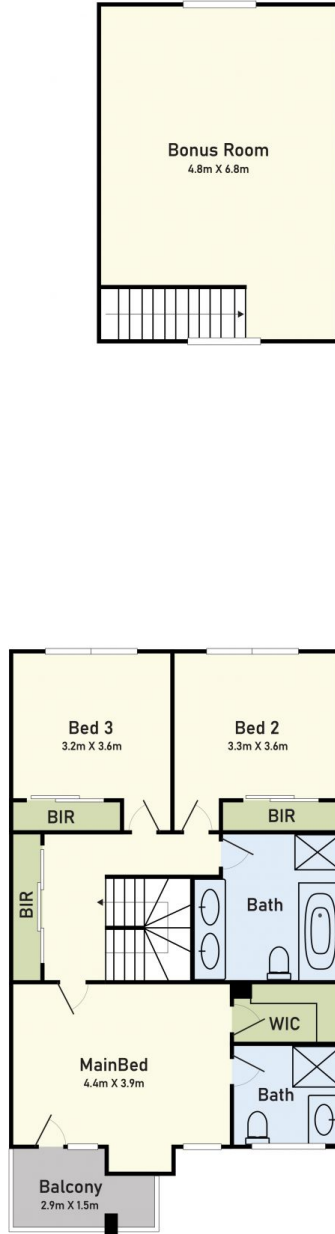 Bonus Room
4.8m X 6.8m
Bed 3
3.2m X 3.6m
Bed 2
3.3m X 3.6m
BIR
BIR
BIR
Bath
WIC
MainBed
4.4m X 3.9m
Bath
Balcony
2.9m X 1.5m